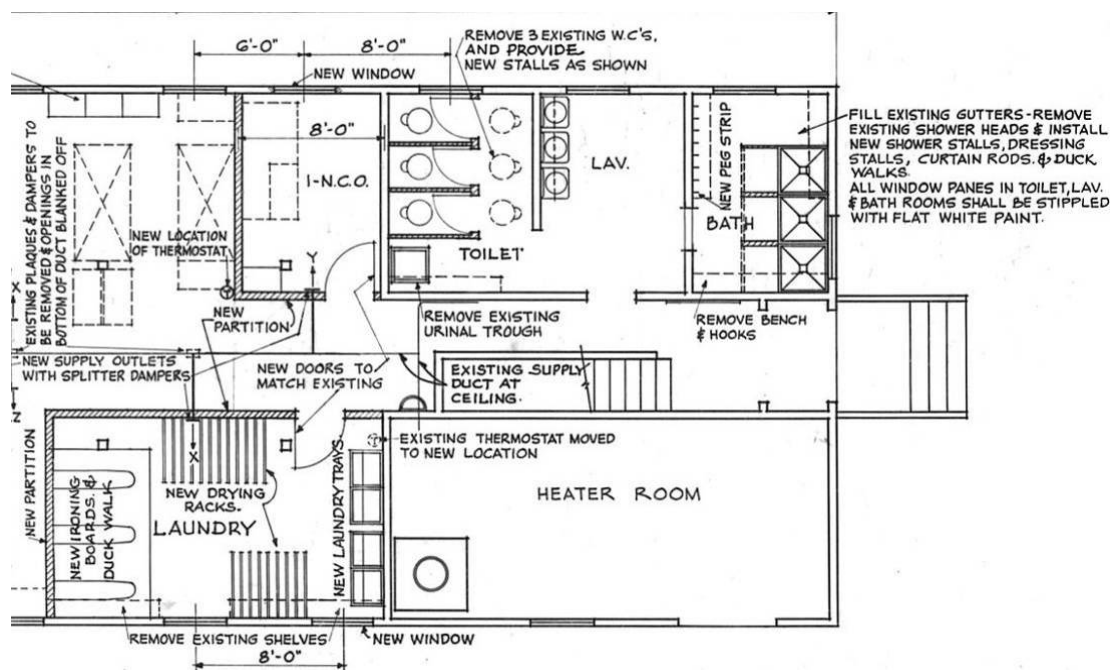 6'-0"
8'-0"
REMOVE 3 EXISTING W.C'S,
AND PROVIDE
NEW STALLS AS SHOWN
NEW WINDOW
8'-0"
I-N.C.O.
LAV.
NEW PEG STRIP
BATH
TOILET
FILL EXISTING GUTTERS-REMOVE
EXISTING SHOWER HEADS & INSTALL
NEW SHOWER STALLS, DRESSING
STALLS, CURTAIN RODS. & DUCK
WALKS.
ALL WINDOW PANES IN TOILET, LAV.
& BATH ROOMS SHALL BE STIPPLED
WITH FLAT WHITE PAINT.
EXISTING PLAQUES & DAMPERS TO
BE REMOVED & OPENINGS IN
BOTTOM OF DUCT BLANKED OFF
NEW LOCATION
OF THERMOSTAT
Y
X
Z
NEW
PARTITION
REMOVE EXISTING
URINAL TROUGH
REMOVE BENCH
& HOOKS
NEW SUPPLY OUTLETS
WITH SPLITTER DAMPERS
NEW DOORS TO
MATCH EXISTING
EXISTING SUPPLY
DUCT AT
CEILING.
NEW PARTITION
NEW IRONING
BOARDS. &
DUCK WALK
X
NEW DRYING
RACKS.
LAUNDRY
NEW LAUNDRY TRAYS.
EXISTING THERMOSTAT MOVED
TO NEW LOCATION
HEATER ROOM
REMOVE EXISTING SHELVES
NEW WINDOW
8'-0"